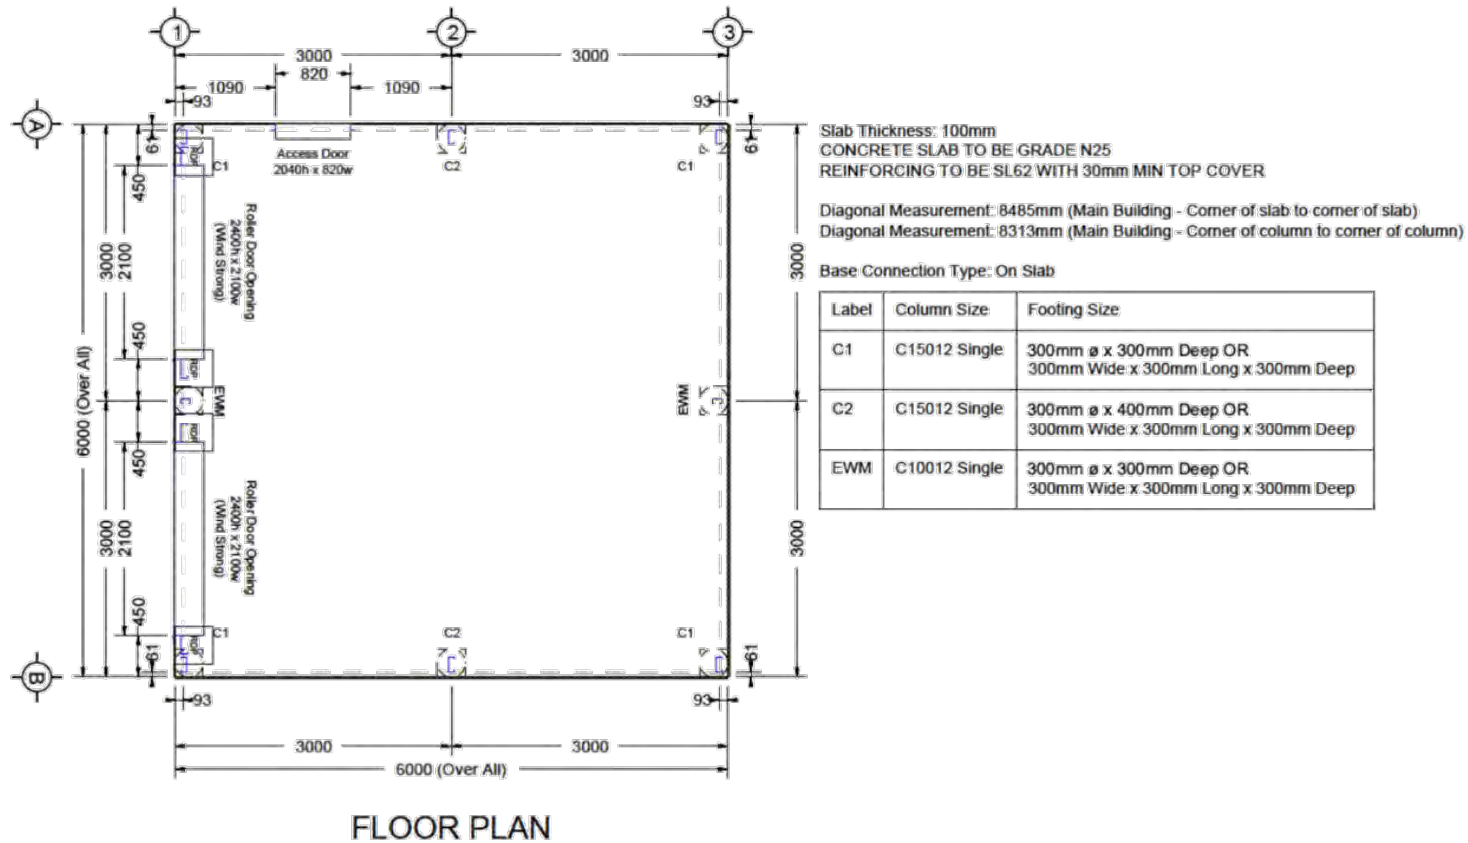 1 2 3
3000 3000
820
1090 1090
93 93
A
61 61
RDP
C1 C2 C1
Access Door
2040h x 820w
450
Roller Door Opening
2400h x 2100w
(Wind Strong)
3000 2100 3000
450
RDP
6000 (Over All)
EWM EWM
RDP
450
Roller Door Opening
2400h x 2100w
(Wind Strong)
3000 2100 3000
450
C1 C2 C1
RDP
61 61
B
93 93
3000 3000
6000 (Over All)
FLOOR PLAN
Slab Thickness: 100mm
CONCRETE SLAB TO BE GRADE N25
REINFORCING TO BE SL62 WITH 30mm MIN TOP COVER
Diagonal Measurement: 8485mm (Main Building - Corner of slab to corner of slab)
Diagonal Measurement: 8313mm (Main Building - Corner of column to corner of column)
Base Connection Type: On Slab
Label Column Size Footing Size
C1 C15012 Single 300mm ø x 300mm Deep OR
300mm Wide x 300mm Long x 300mm Deep
C2 C15012 Single 300mm ø x 400mm Deep OR
300mm Wide x 300mm Long x 300mm Deep
EWM C10012 Single 300mm ø x 300mm Deep OR
300mm Wide x 300mm Long x 300mm Deep